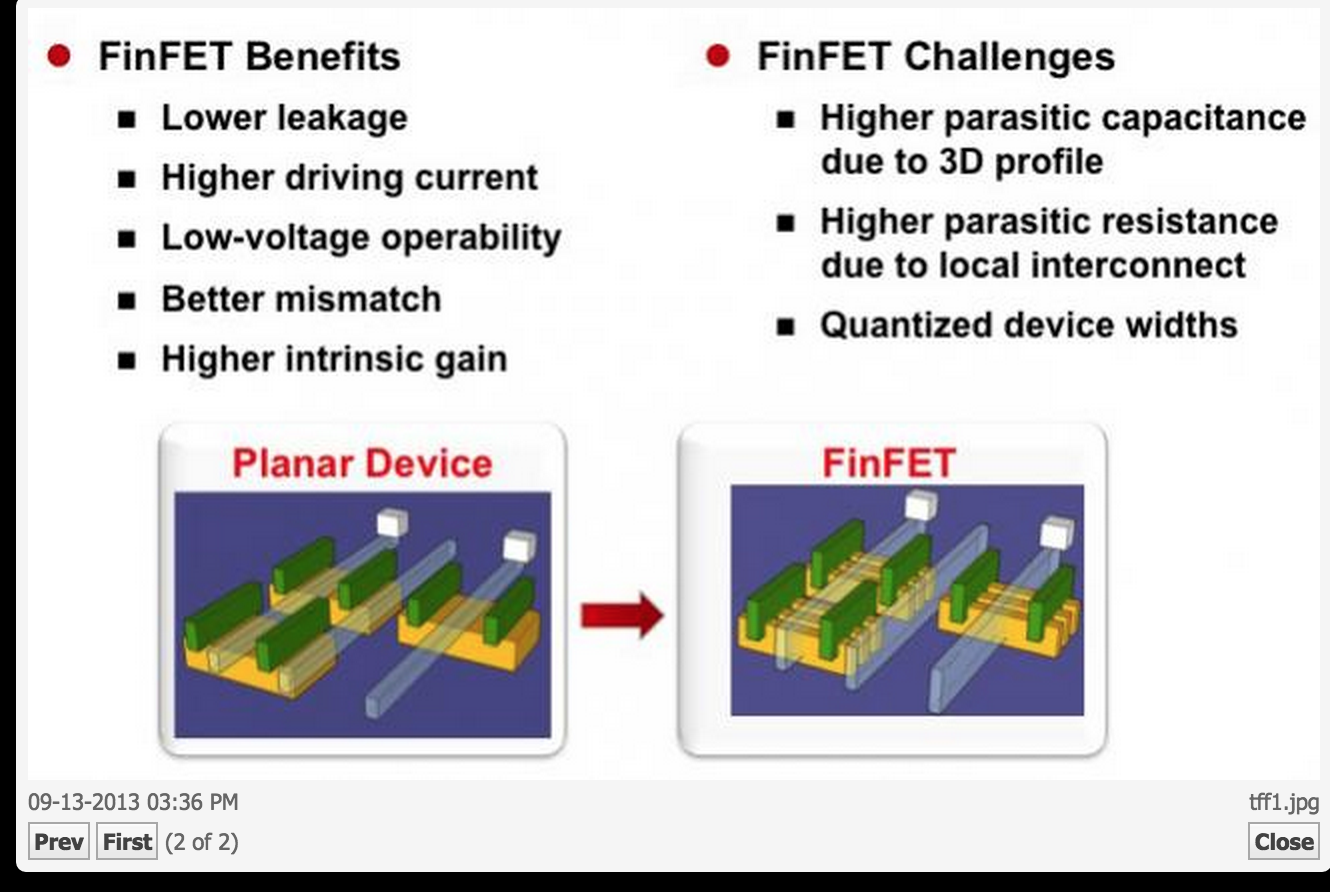 FinFET Benefits
Lower leakage
Higher driving current
Low-voltage operability
Better mismatch
Higher intrinsic gain
FinFET Challenges
Higher parasitic capacitance
due to 3D profile
Higher parasitic resistance
due to local interconnect
Quantized device widths
Planar Device
FinFET
09-13-2013 03:36 PM
tff1.jpg
Prev First (2 of 2)
Close